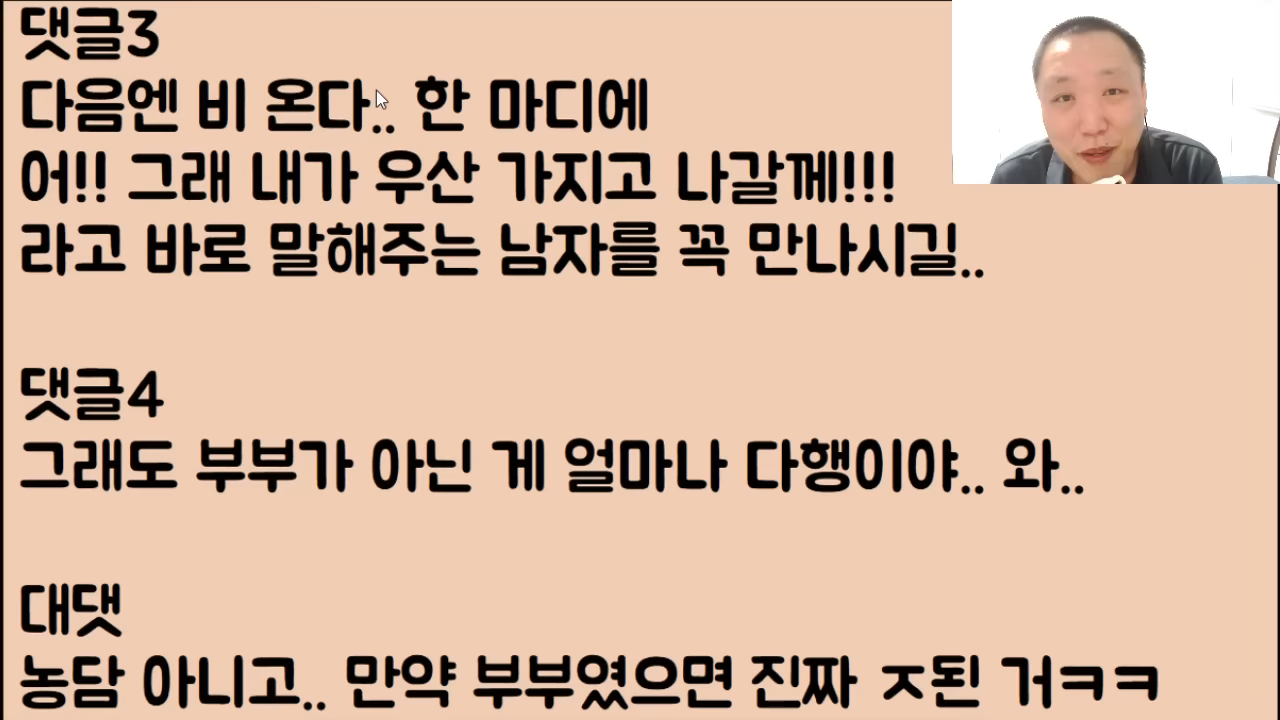 댓글3
다음엔 비 온다.. 한 마디에
어!! 그래 내가 우산 가지고 나갈께!!!
라고 바로 말해주는 남자를 꼭 만나시길..
댓글4
그래도 부부가 아닌 게 얼마나 다행이야.. 와..
대댓
농담 아니고.. 만약 부부였으면 진짜 ㅈ된 거ㅋㅋ